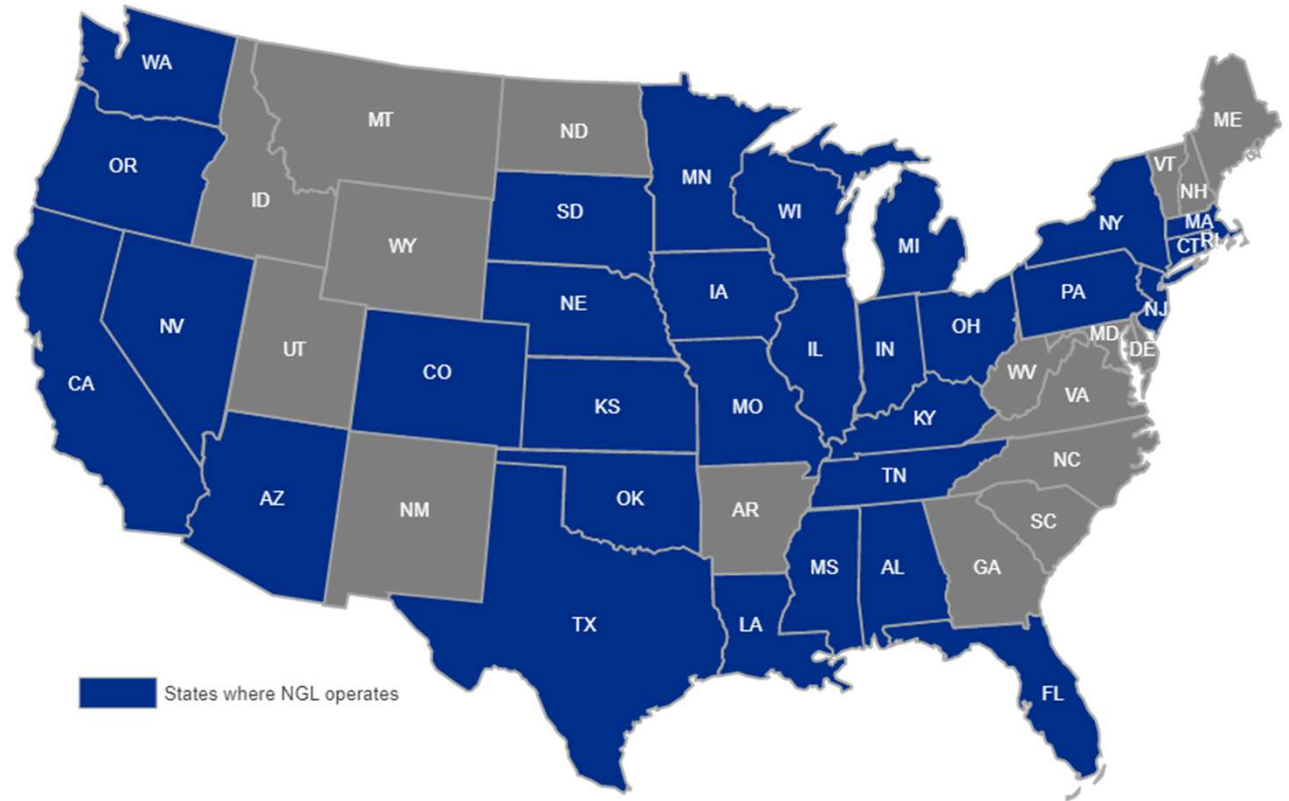 WA
MT
ND
ME
OR
ID
MN
VT
NH
SD
WI
NY
MA
WY
MI
CT
RI
NE
IA
PA
NV
NJ
UT
CO
IL
IN
OH
MD
DE
CA
WV
KS
MO
VA
KY
NC
TN
AZ
OK
NM
AR
SC
MS
AL
GA
TX
LA
FL
States where NGL operates